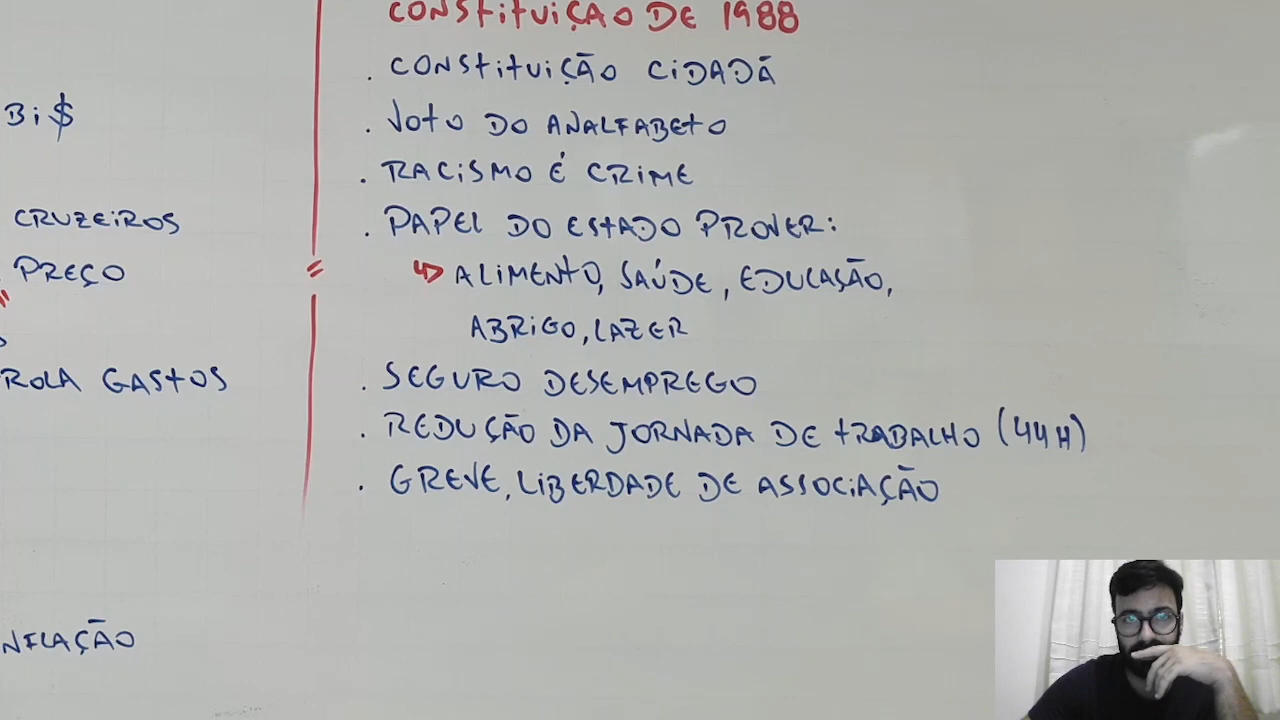 CONSTITUIÇÃO DE 1988
. CONSTITUIÇÃO CIDADÃ
. VOTO DO ANALFABETO
. RACISMO É CRIME
. PAPEL DO ESTADO PROVER:
↳ ALIMENTO, SAÚDE, EDUCAÇÃO,
ABRIGO, LAZER
. SEGURO DESEMPREGO
. REDUÇÃO DA JORNADA DE TRABALHO (44H)
. GREVE, LIBERDADE DE ASSOCIAÇÃO
BI $
CRUZEIROS
PREÇO
ROLA GASTOS
NFLAÇÃO